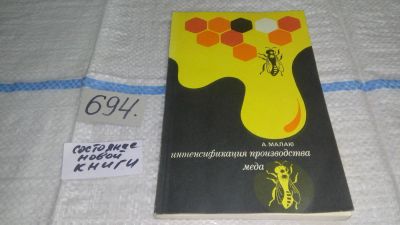 694.
состояние
новой
книги
А. МАЛАЮ
интенсификация производства
меда